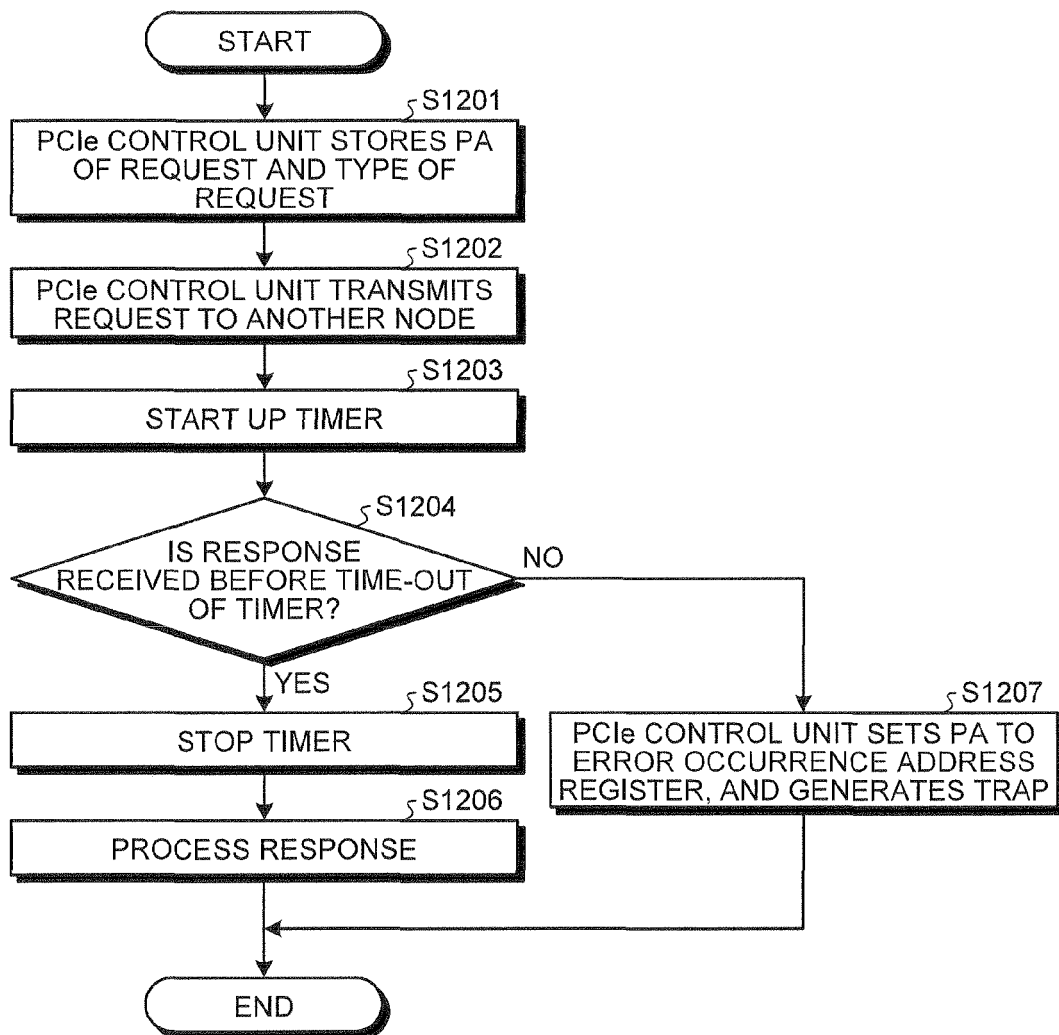 START
S1201
PCIe CONTROL UNIT STORES PA
OF REQUEST AND TYPE OF
REQUEST
S1202
PCIe CONTROL UNIT TRANSMITS
REQUEST TO ANOTHER NODE
S1203
START UP TIMER
S1204
IS RESPONSE
RECEIVED BEFORE TIME-OUT
OF TIMER?
NO
YES
S1205
STOP TIMER
S1206
PROCESS RESPONSE
S1207
PCIe CONTROL UNIT SETS PA TO
ERROR OCCURRENCE ADDRESS
REGISTER, AND GENERATES TRAP
END